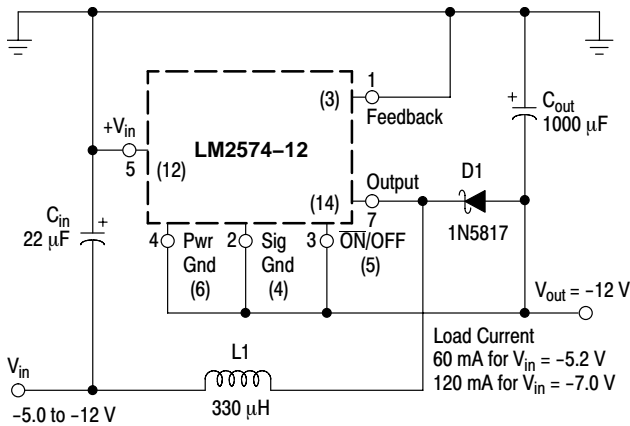 1
(3)
Feedback
+
Cout
1000 μF
+Vin
5
(12)
LM2574–12
(14)
Output
7
D1
1N5817
Cin
22 μF
+
4
Pwr
Gnd
(6)
2
Sig
Gnd
(4)
3
ON/OFF
(5)
Vout = –12 V
Load Current
60 mA for Vin = –5.2 V
120 mA for Vin = –7.0 V
L1
330 μH
Vin
–5.0 to –12 V